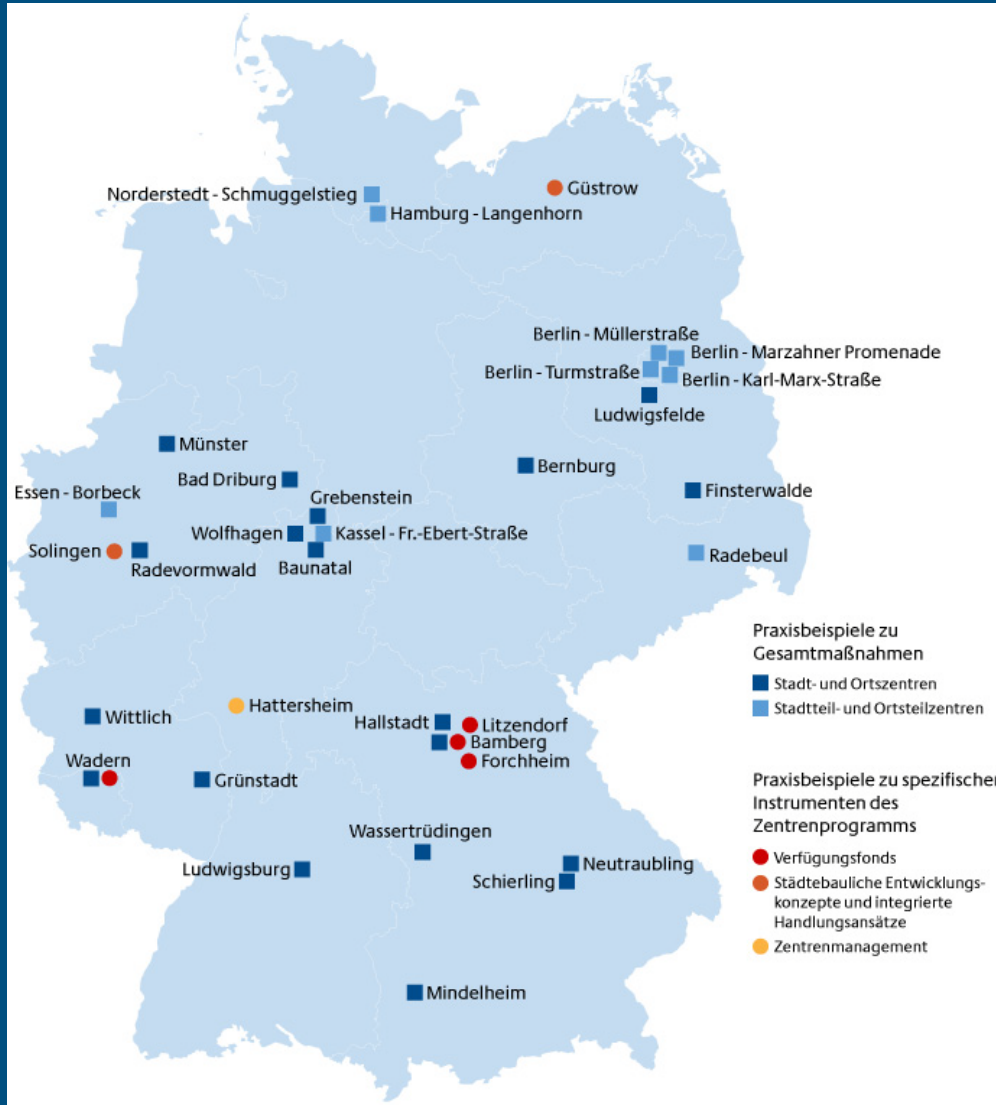 Norderstedt - Schmuggelstieg
Güstrow
Hamburg - Langenhorn
Berlin - Müllerstraße
Berlin - Marzahner Promenade
Berlin - Turmstraße
Berlin - Karl-Marx-Straße
Ludwigsfelde
Münster
Bernburg
Bad Driburg
Essen - Borbeck
Finsterwalde
Grebenstein
Wolfhagen
Kassel - Fr.-Ebert-Straße
Solingen
Radevormwald
Baunatal
Radebeul
Praxisbeispiele zu
Gesamtmaßnahmen
Stadt- und Ortszentren
Stadtteil- und Ortsteilzentren
Hattersheim
Wittlich
Hallstadt
Litzendorf
Bamberg
Forchheim
Wadern
Grünstadt
Praxisbeispiele zu spezifischen
Instrumenten des
Zentrenprogramms
Verfügungsfonds
Städtebauliche Entwicklungs-
konzepte und integrierte
Handlungsansätze
Zentrenmanagement
Wassertrüdingen
Ludwigsburg
Neutraubling
Schierling
Mindelheim